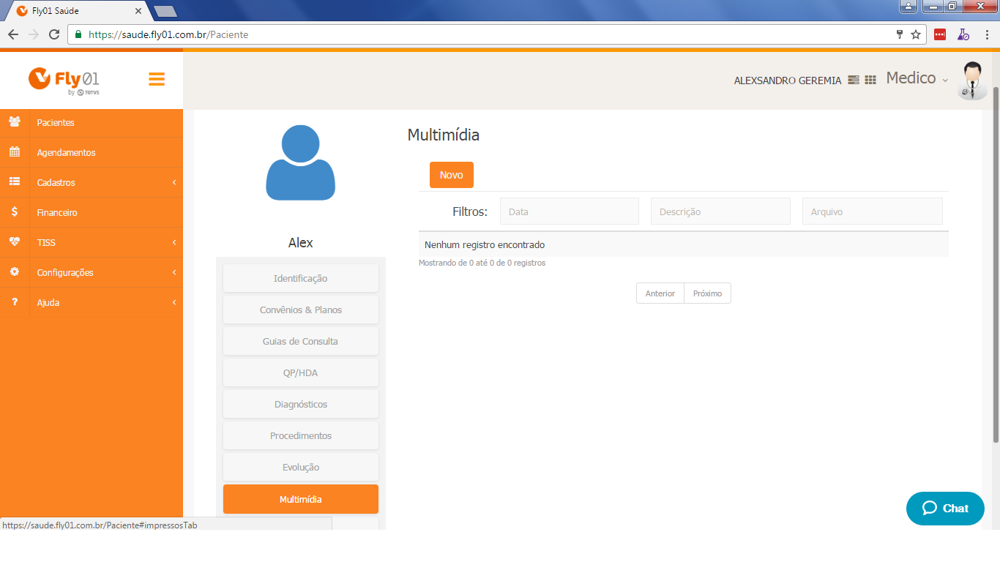 Fly01 Saúde
https://saude.fly01.com.br/Paciente
Fly01
by TOTVS
ALEXSANDRO GEREMIA
Medico
Pacientes
Agendamentos
Cadastros
Financeiro
TISS
Configurações
Ajuda
Alex
Identificação
Convênios & Planos
Guias de Consulta
QP/HDA
Diagnósticos
Procedimentos
Evolução
Multimídia
Multimídia
Novo
Filtros: Data Descrição Arquivo
Nenhum registro encontrado
Mostrando de 0 até 0 de 0 registros
Anterior Próximo
Chat
https://saude.fly01.com.br/Paciente#impressosTab